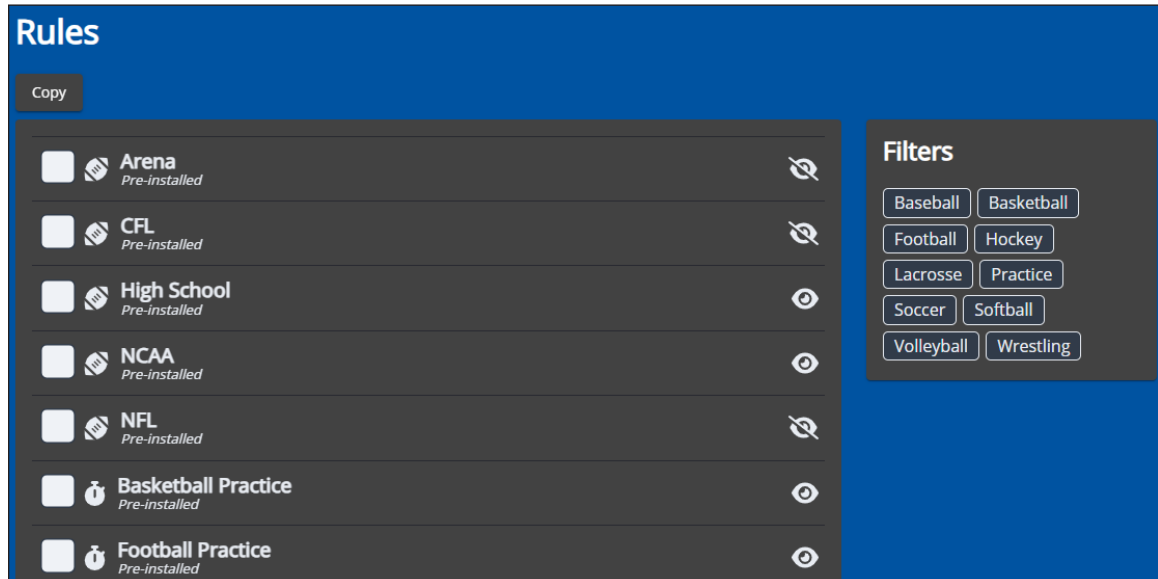 Rules
Copy
Arena
Pre-installed
CFL
Pre-installed
High School
Pre-installed
NCAA
Pre-installed
NFL
Pre-installed
Basketball Practice
Pre-installed
Football Practice
Pre-installed
Filters
Baseball Basketball
Football Hockey
Lacrosse Practice
Soccer Softball
Volleyball Wrestling